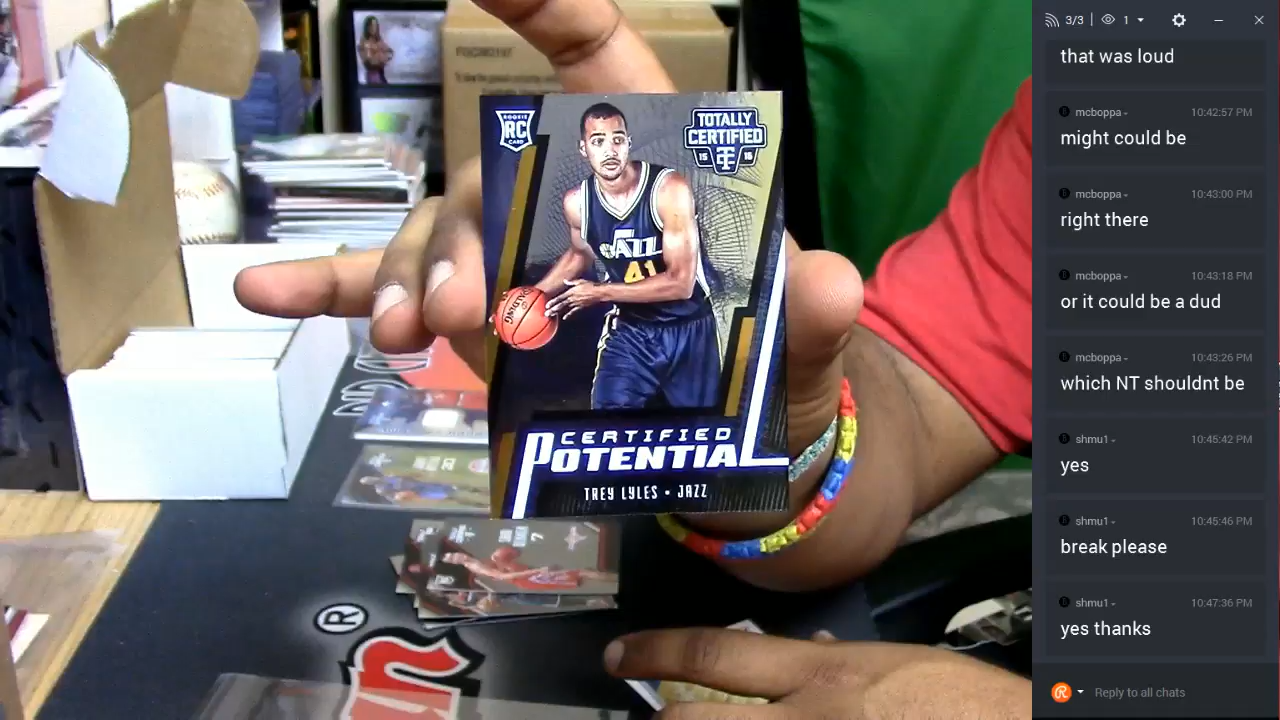 ROOKIE
RC
CARD
TOTALLY
CERTIFIED
15 16
JAZZ
41
SPALDING
CERTIFIED
POTENTIAL
TREY LYLES • JAZZ
7
®
3/3
1
that was loud
mcboppa
10:42:57 PM
might could be
mcboppa
10:43:00 PM
right there
mcboppa
10:43:18 PM
or it could be a dud
mcboppa
10:43:26 PM
which NT shouldnt be
shmu1
10:45:42 PM
yes
shmu1
10:45:46 PM
break please
shmu1
10:47:36 PM
yes thanks
Reply to all chats